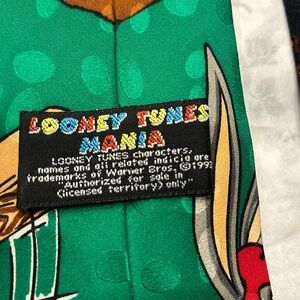 LOONEY TUNES
MANIA
LOONEY TUNES characters,
names and all related indicia are
trademarks of Warner Bros. ©199
"Authorized for sale in
(licensed territory) only"